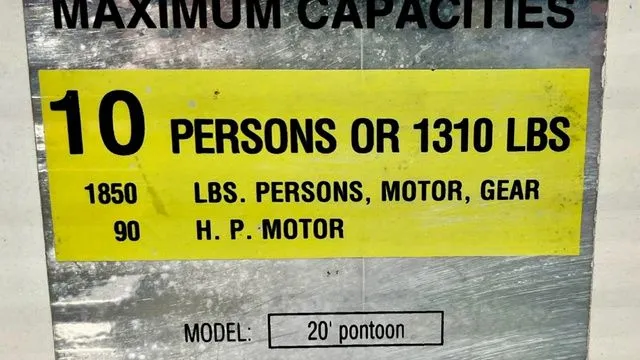 MAXIMUM CAPACITIES
10 PERSONS OR 1310 LBS
1850 LBS. PERSONS, MOTOR, GEAR
90 H. P. MOTOR
MODEL: 20' pontoon